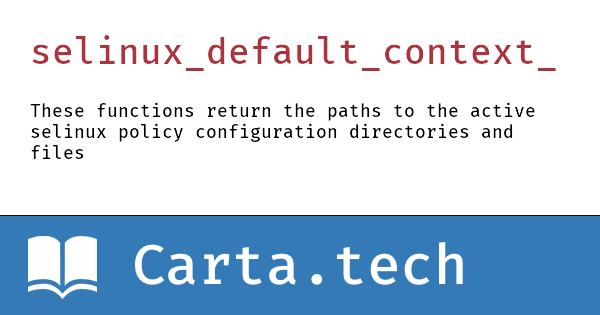 selinux_default_context_
These functions return the paths to the active
selinux policy configuration directories and
files
Carta.tech